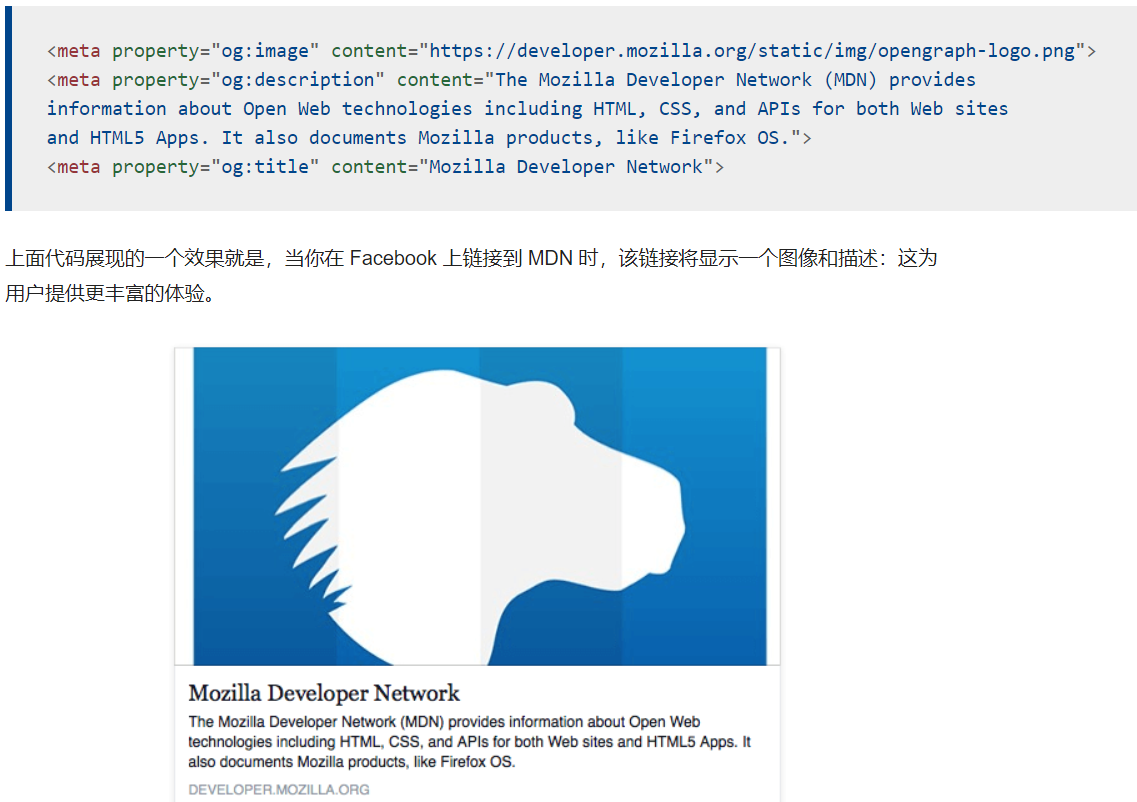 <meta property="og:image" content="https://developer.mozilla.org/static/img/opengraph-logo.png">
<meta property="og:description" content="The Mozilla Developer Network (MDN) provides
information about Open Web technologies including HTML, CSS, and APIs for both Web sites
and HTML5 Apps. It also documents Mozilla products, like Firefox OS.">
<meta property="og:title" content="Mozilla Developer Network">
上面代码展现的一个效果就是，当你在 Facebook 上链接到 MDN 时，该链接将显示一个图像和描述：这为
用户提供更丰富的体验。
Mozilla Developer Network
The Mozilla Developer Network (MDN) provides information about Open Web
technologies including HTML, CSS, and APIs for both Web sites and HTML5 Apps. It
also documents Mozilla products, like Firefox OS.
DEVELOPER.MOZILLA.ORG